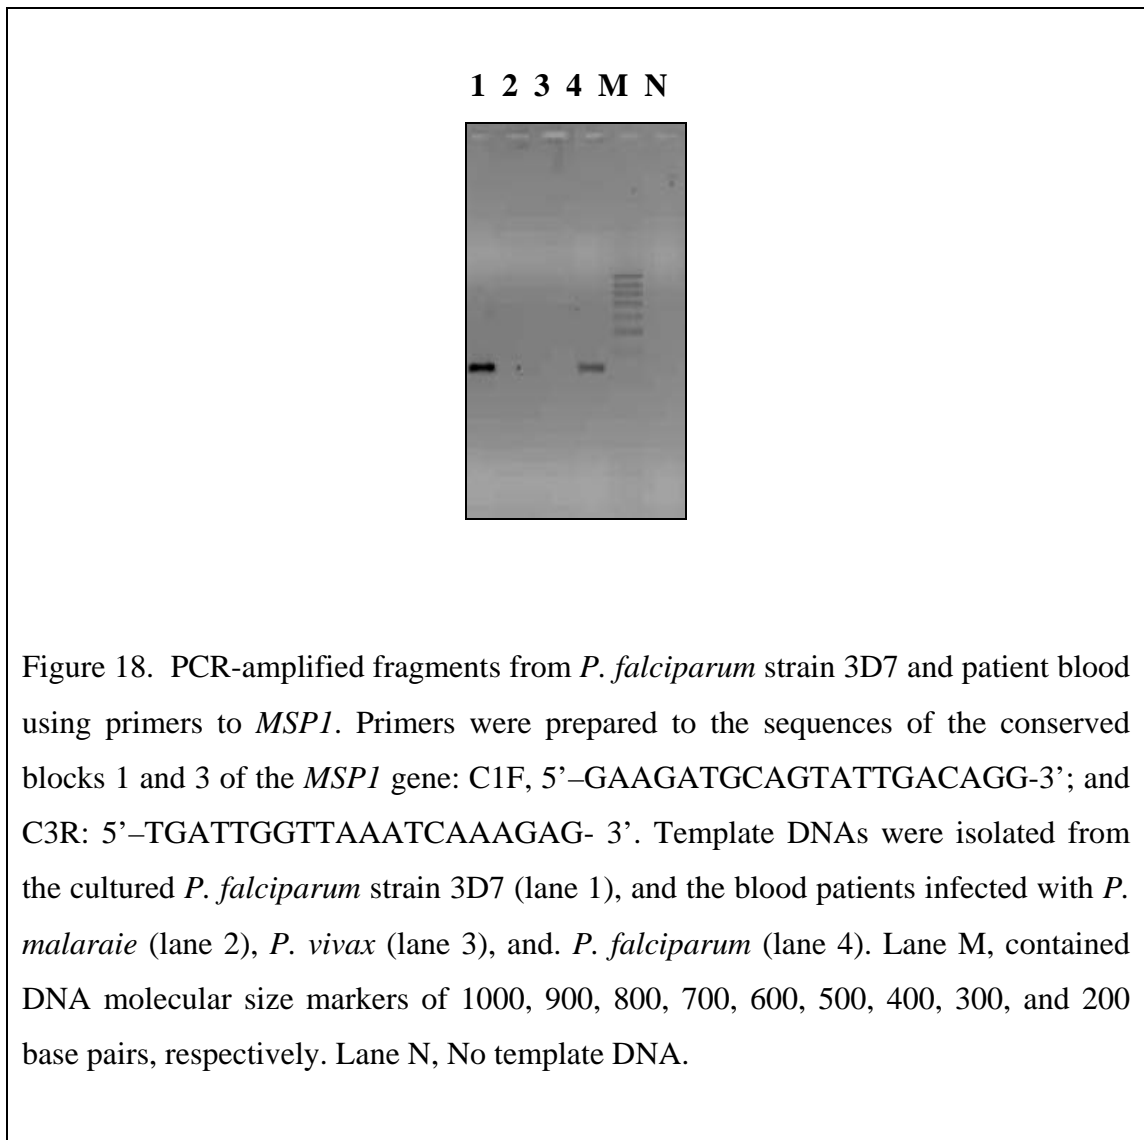 1 2 3 4 M N
Figure 18. PCR-amplified fragments from P. falciparum strain 3D7 and patient blood
using primers to MSP1. Primers were prepared to the sequences of the conserved
blocks 1 and 3 of the MSP1 gene: C1F, 5’–GAAGATGCAGTATTGACAGG-3’; and
C3R: 5’–TGATTGGTTAAATCAAAGAG- 3’. Template DNAs were isolated from
the cultured P. falciparum strain 3D7 (lane 1), and the blood patients infected with P.
malaraie (lane 2), P. vivax (lane 3), and. P. falciparum (lane 4). Lane M, contained
DNA molecular size markers of 1000, 900, 800, 700, 600, 500, 400, 300, and 200
base pairs, respectively. Lane N, No template DNA.